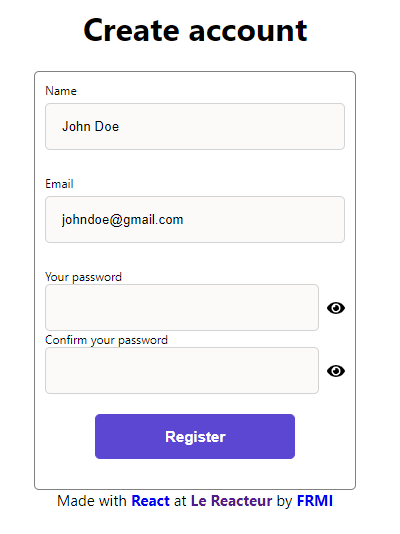 Create account
Name
John Doe
Email
johndoe@gmail.com
Your password
Confirm your password
Register
Made with React at Le Reacteur by FRMI